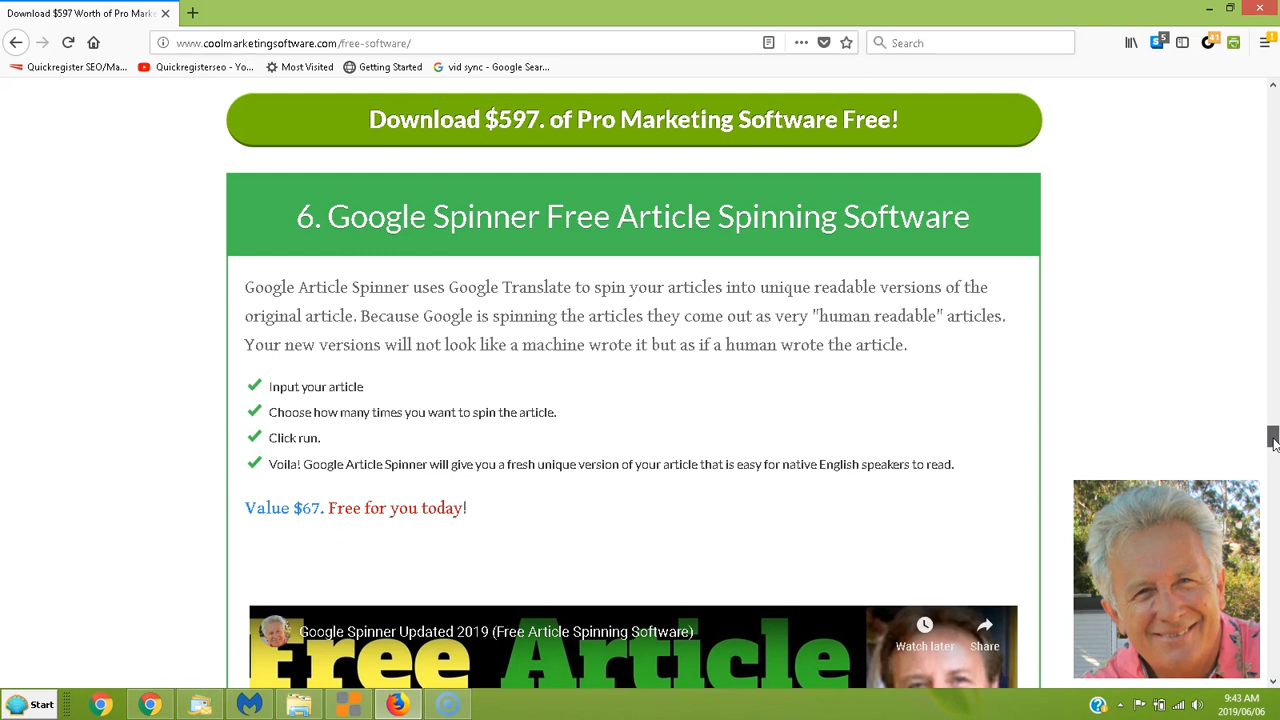 Download $597 Worth of Pro Marke
www.coolmarketingsoftware.com/free-software/
Search
5
41
1
Quickregister SEO/Ma...
Quickregisterseo - Yo...
Most Visited
Getting Started
vid sync - Google Sear...
Download $597. of Pro Marketing Software Free!
6. Google Spinner Free Article Spinning Software
Google Article Spinner uses Google Translate to spin your articles into unique readable versions of the
original article. Because Google is spinning the articles they come out as very "human readable" articles.
Your new versions will not look like a machine wrote it but as if a human wrote the article.
Input your article
Choose how many times you want to spin the article.
Click run.
Voila! Google Article Spinner will give you a fresh unique version of your article that is easy for native English speakers to read.
Value $67. Free for you today!
Google Spinner Updated 2019 (Free Article Spinning Software)
Watch later
Share
Free Article
Start
9:43 AM
2019/06/06